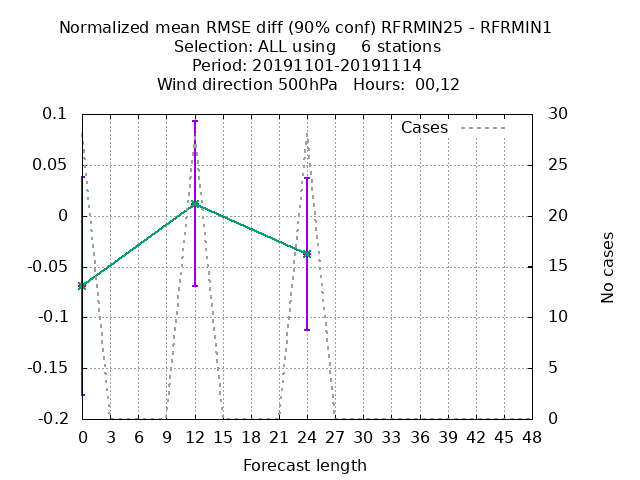 Normalized mean RMSE diff (90% conf) RFRMIN25 - RFRMIN1
Selection: ALL using     6 stations
Period: 20191101-20191114
Wind direction 500hPa   Hours:  00,12
0.1
0.05
0
-0.05
-0.1
-0.15
-0.2
Cases
30
25
20
15
10
5
0
No cases
0 3 6 9 12 15 18 21 24 27 30 33 36 39 42 45 48
Forecast length